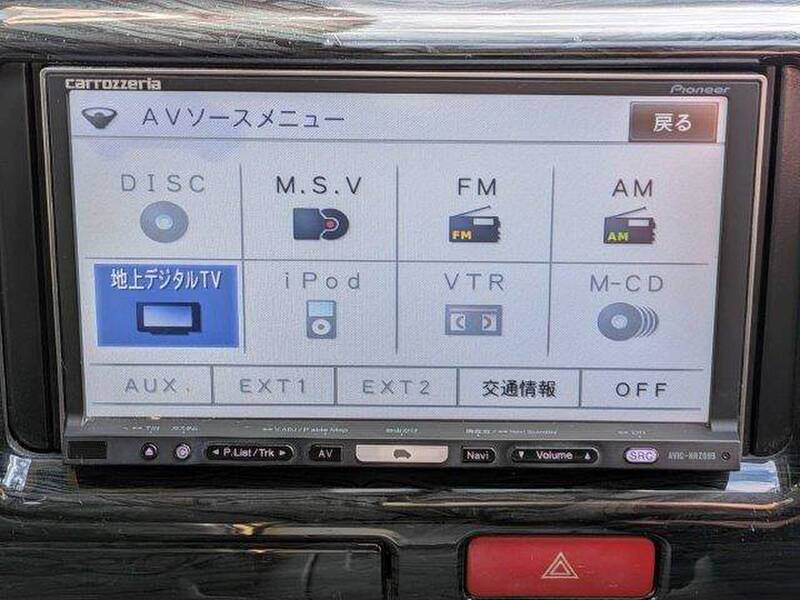 carrozzeria
Pioneer
AVソースメニュー
戻る
DISC
M.S.V
FM
AM
FM
AM
地上デジタルTV
iPod
VTR
M-CD
AUX
EXT1
EXT2
交通情報
OFF
◄ P.List/Trk ►
AV
Navi
▼ Volume ▲
SRC